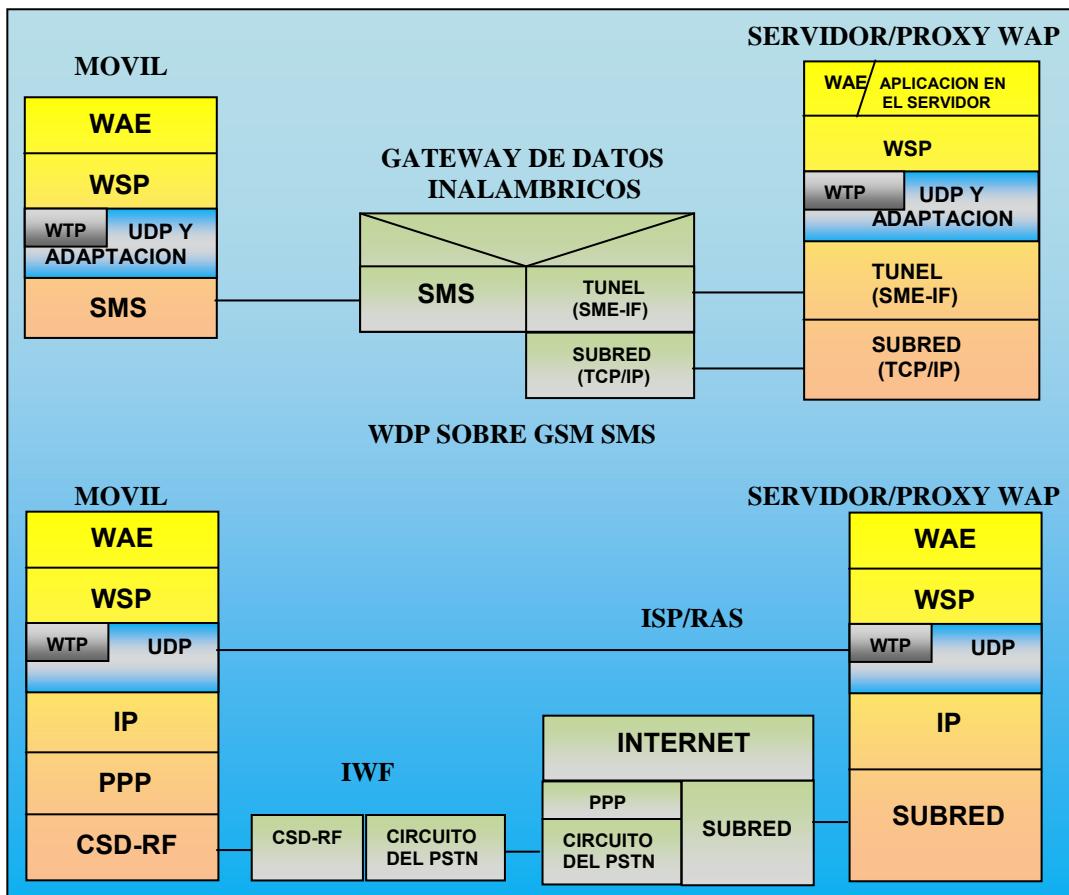 SERVIDOR/PROXY WAP
MOVIL
WAE
WSP
WTP
UDP Y
ADAPTACION
SMS
GATEWAY DE DATOS
INALAMBRICOS
SMS
TUNEL
(SME-IF)
SUBRED
(TCP/IP)
WAE
APLICACION EN
EL SERVIDOR
WSP
WTP
UDP Y
ADAPTACION
TUNEL
(SME-IF)
SUBRED
(TCP/IP)
WDP SOBRE GSM SMS
MOVIL
WAE
WSP
WTP
UDP
IP
PPP
CSD-RF
IWF
CSD-RF
CIRCUITO
DEL PSTN
ISP/RAS
INTERNET
PPP
CIRCUITO
DEL PSTN
SUBRED
SERVIDOR/PROXY WAP
WAE
WSP
WTP
UDP
IP
SUBRED